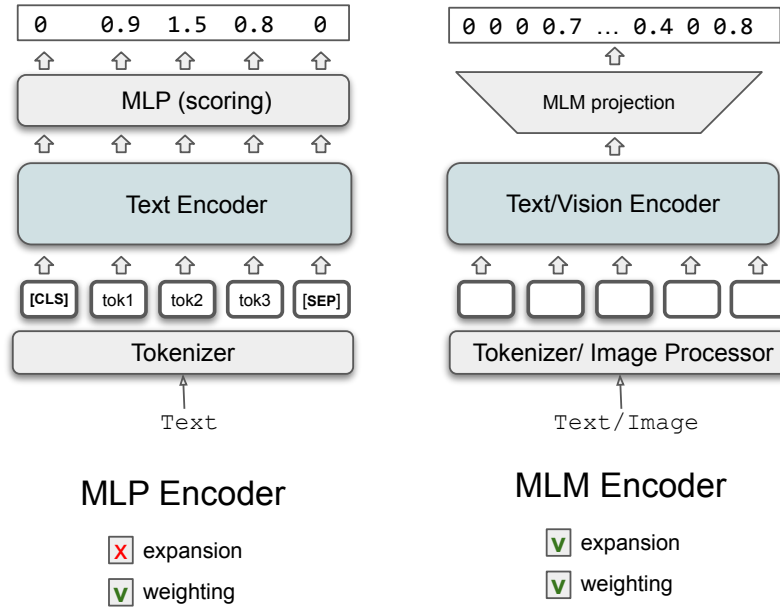 0 0.9 1.5 0.8 0
MLP (scoring)
Text Encoder
[CLS] tok1 tok2 tok3 [SEP]
Tokenizer
Text
MLP Encoder
x expansion
v weighting
0 0 0 0.7 ... 0.4 0 0.8
MLM projection
Text/Vision Encoder
Tokenizer/ Image Processor
Text/Image
MLM Encoder
v expansion
v weighting